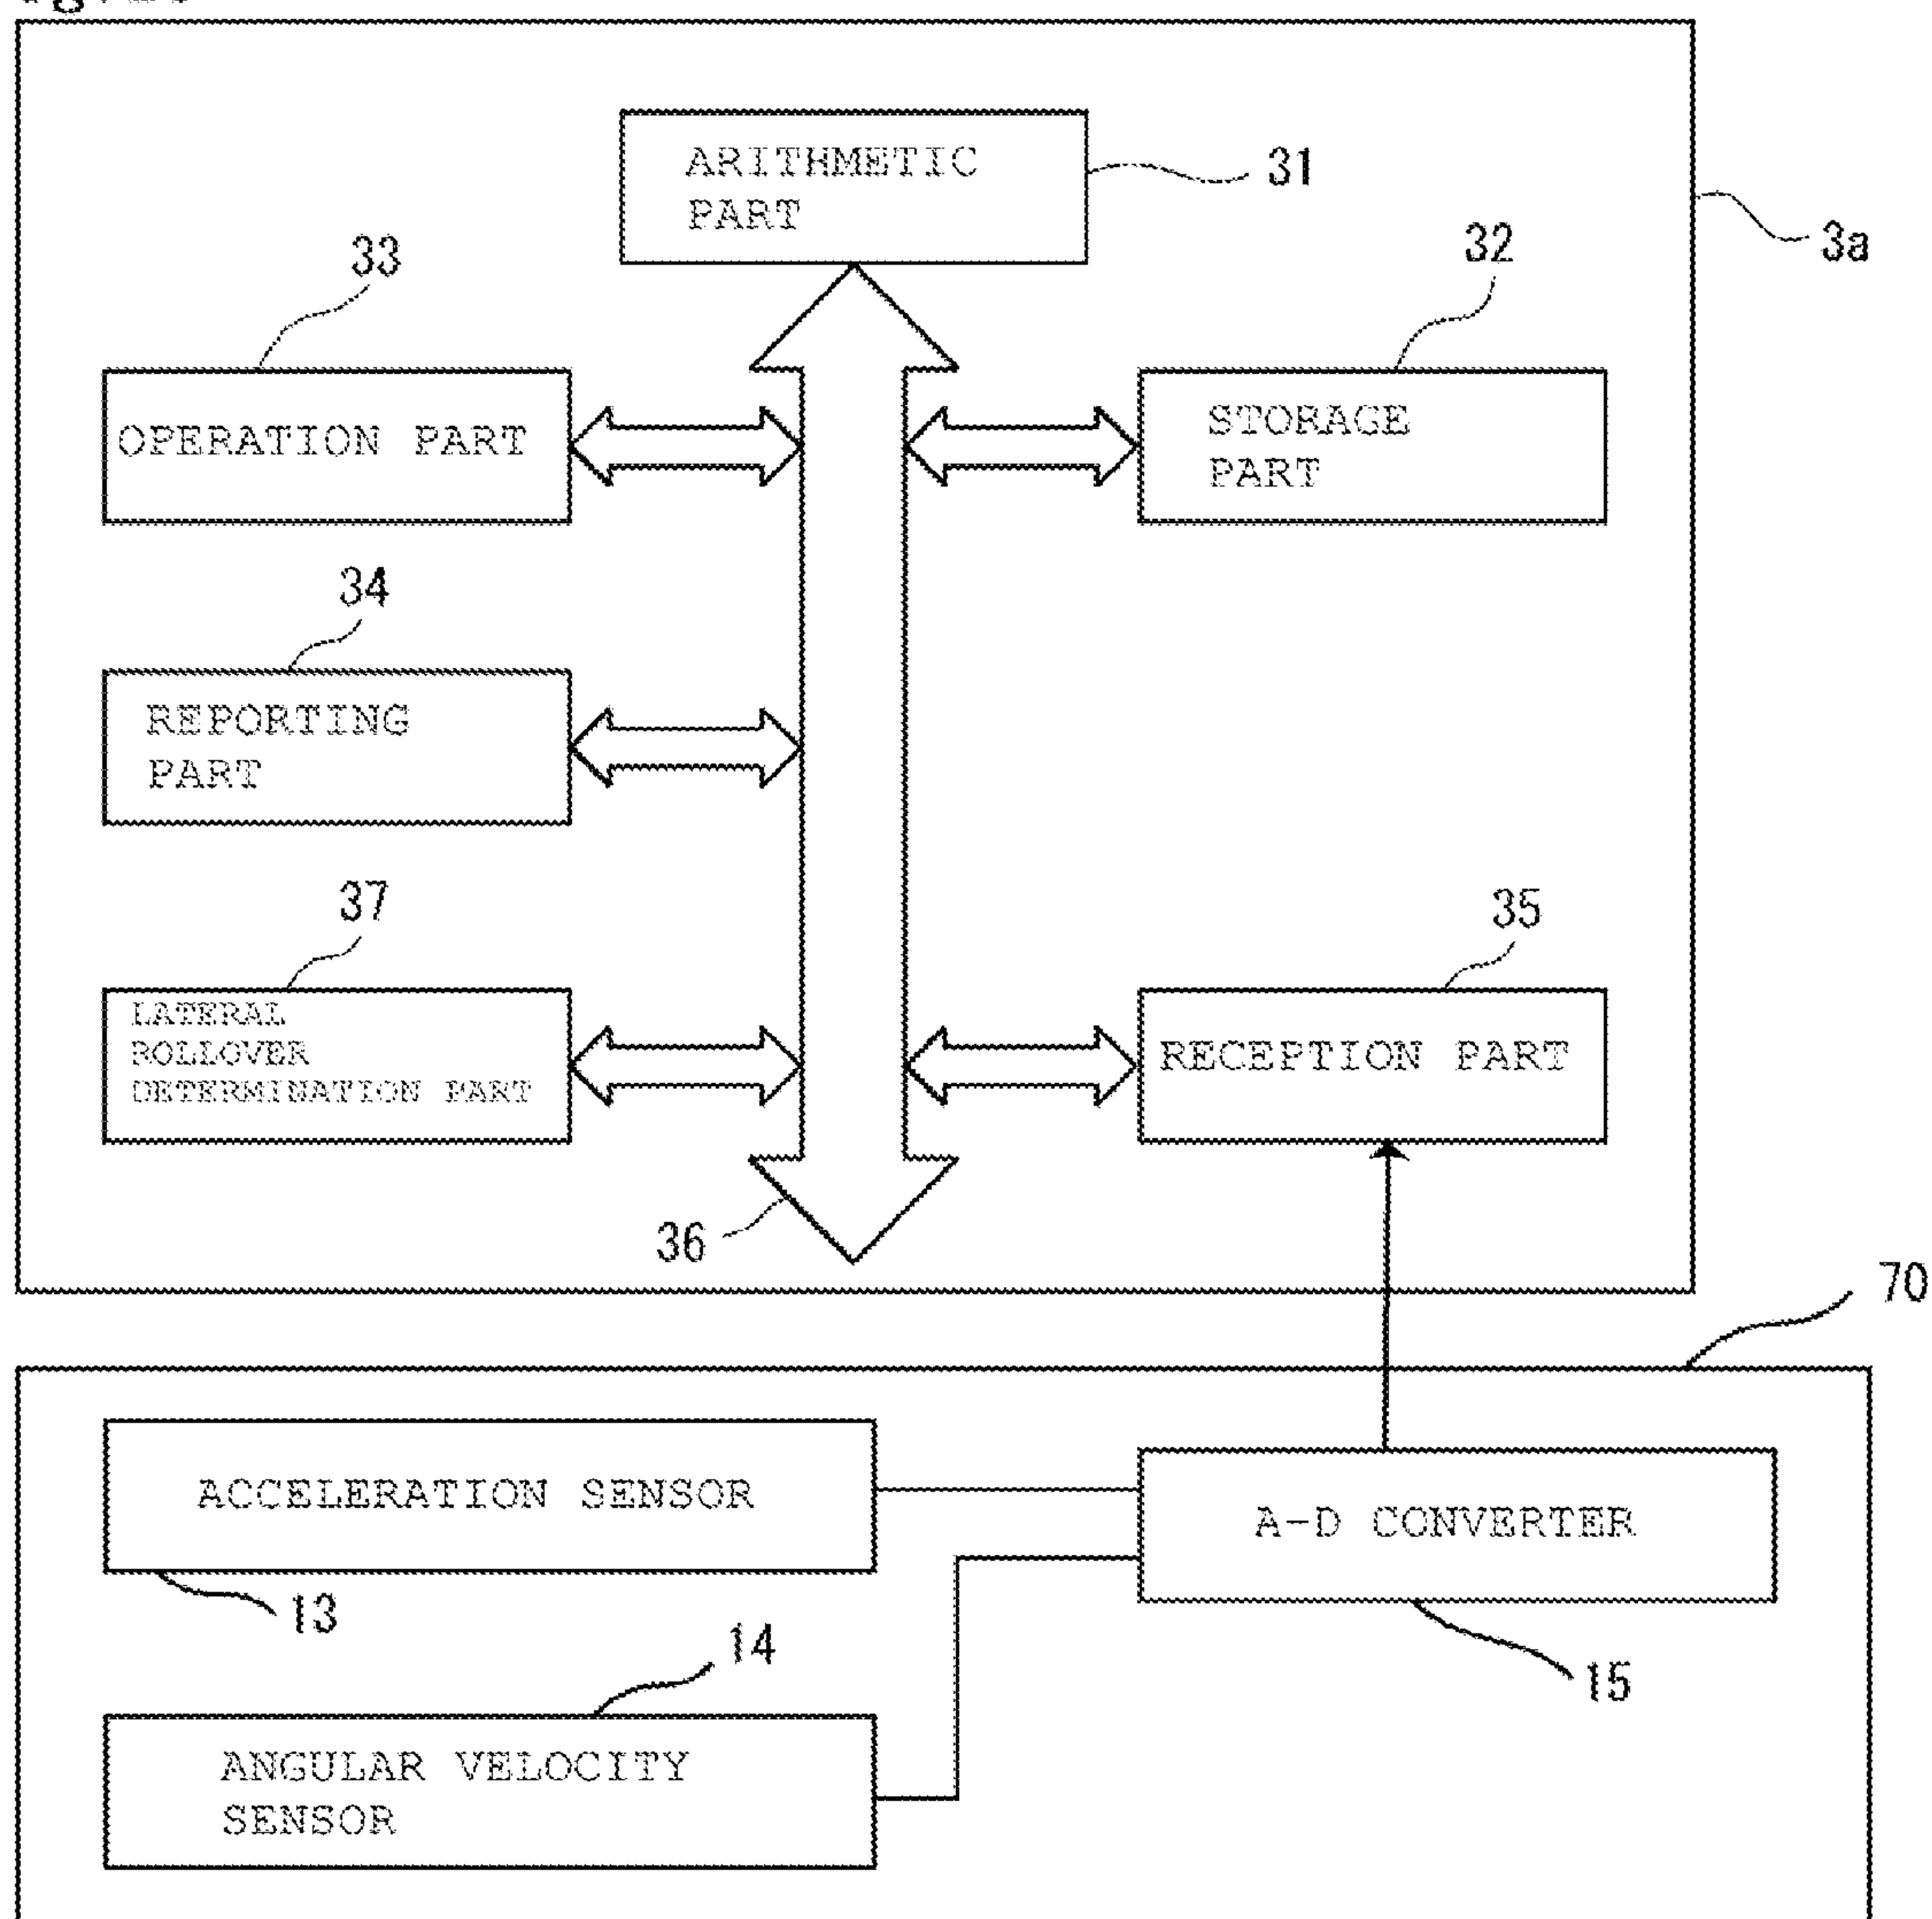 ARITHMETIC
PART
31
3a
33
32
OPERATION PART
STORAGE
PART
34
REPORTING
PART
37
35
LATERAL
ROLLOVER
DETERMINATION PART
RECEPTION PART
36
70
ACCELERATION SENSOR
A-D CONVERTER
13
14
15
ANGULAR VELOCITY
SENSOR